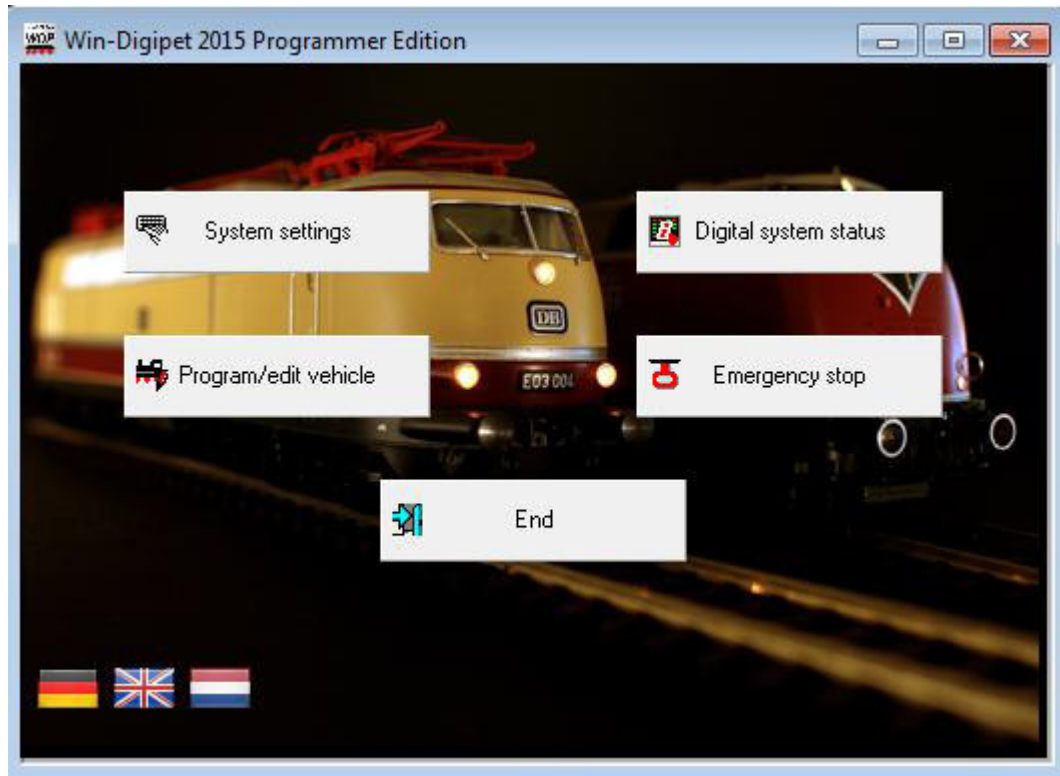 Win-Digipet 2015 Programmer Edition
System settings
Digital system status
DB
Program/edit vehicle
E03 004
Emergency stop
End